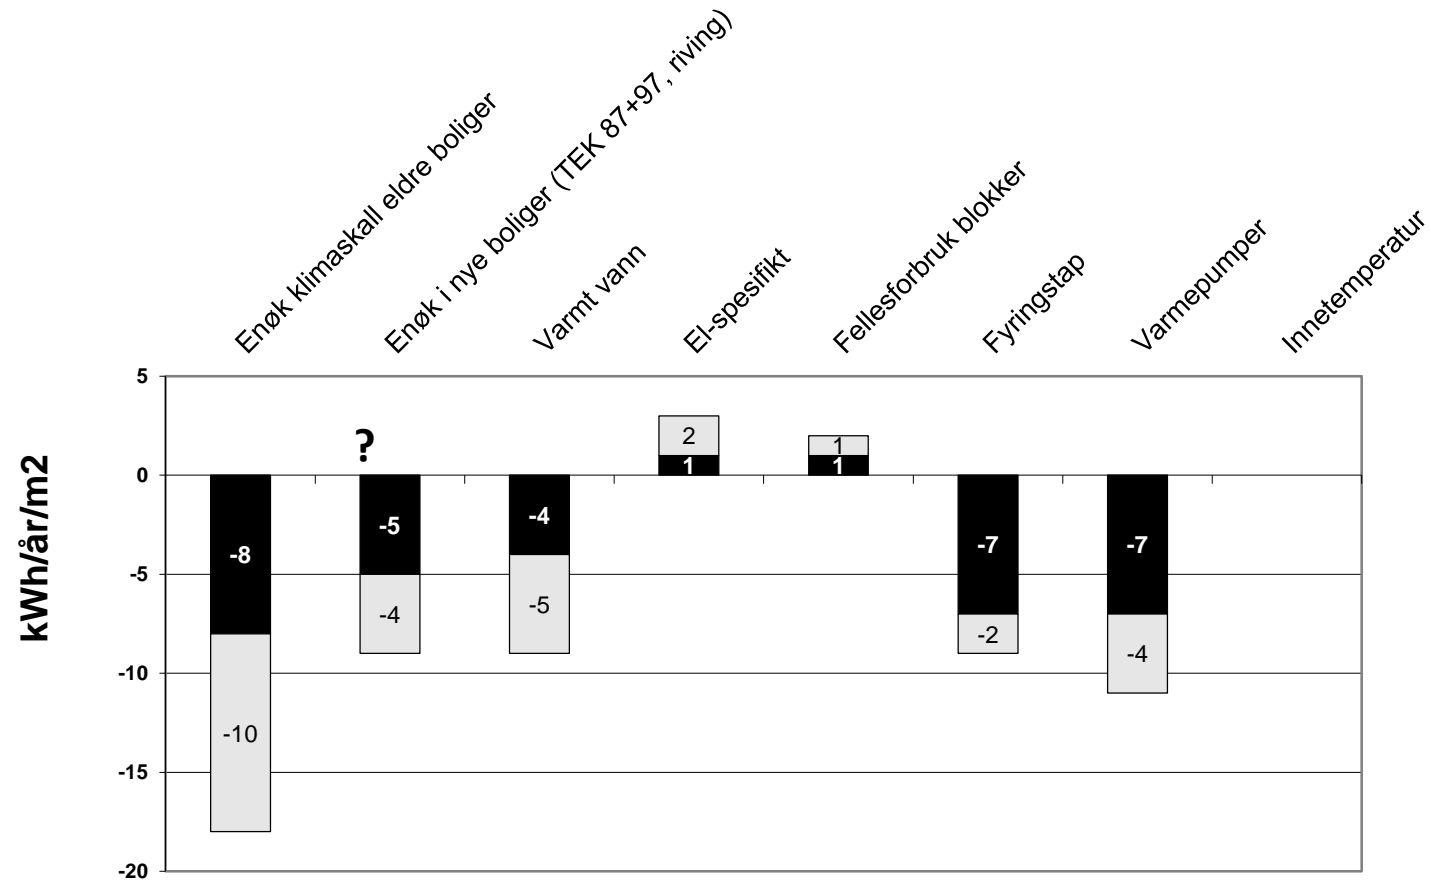 Enøk klimaskall eldre boliger
Enøk i nye boliger (TEK 87+97, riving)
Varmt vann
El-spesifikt
Fellesforbruk blokker
Fyringstap
Varmepumper
Innetemperatur
kWh/år/m2
5
0
-5
-10
-15
-20
?
-8
-10
-5
-4
-4
-5
2
1
1
1
-7
-2
-7
-4